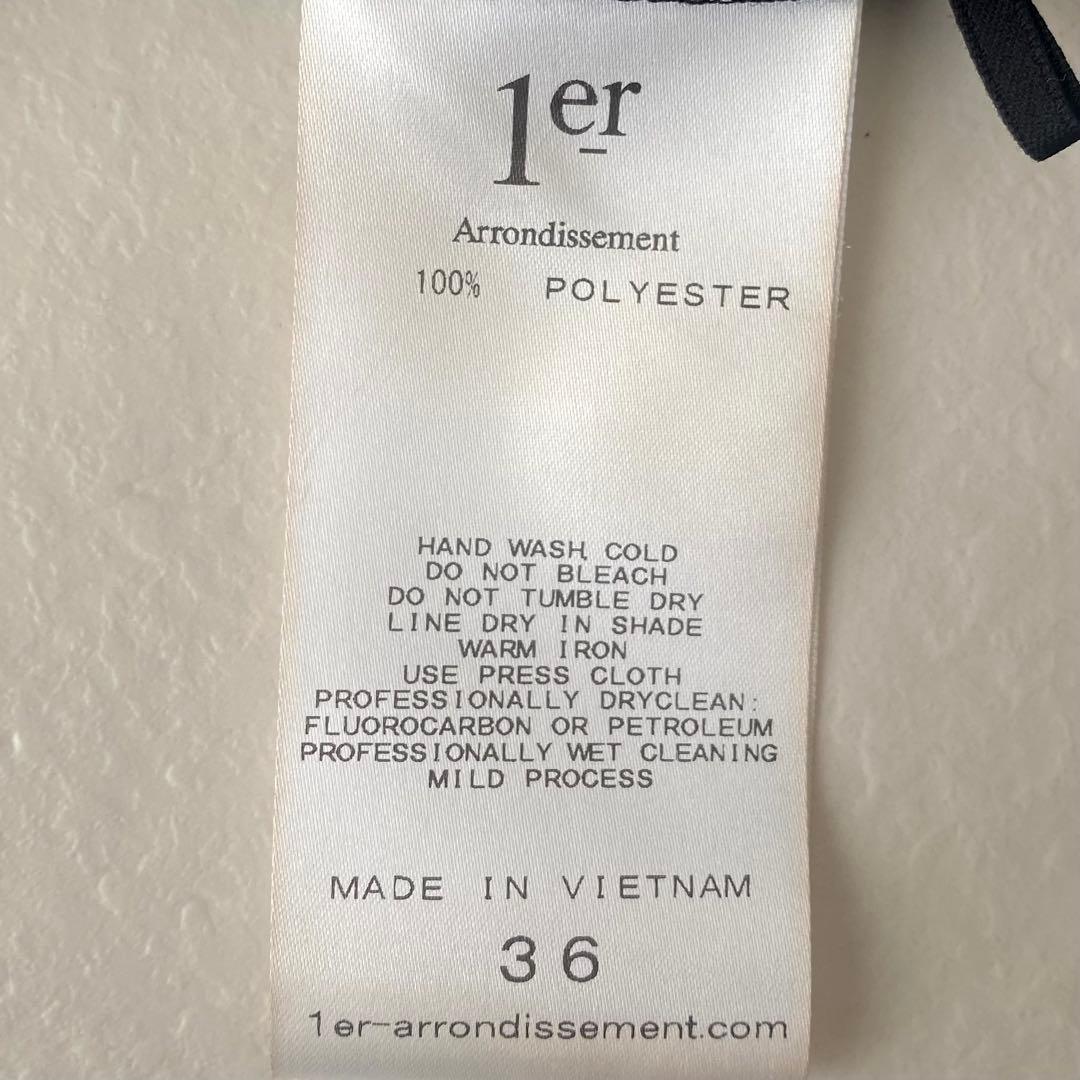 1er
Arrondissement
100% POLYESTER
HAND WASH COLD
DO NOT BLEACH
DO NOT TUMBLE DRY
LINE DRY IN SHADE
WARM IRON
USE PRESS CLOTH
PROFESSIONALLY DRYCLEAN:
FLUOROCARBON OR PETROLEUM
PROFESSIONALLY WET CLEANING
MILD PROCESS
MADE IN VIETNAM
36
1er-arrondissement.com